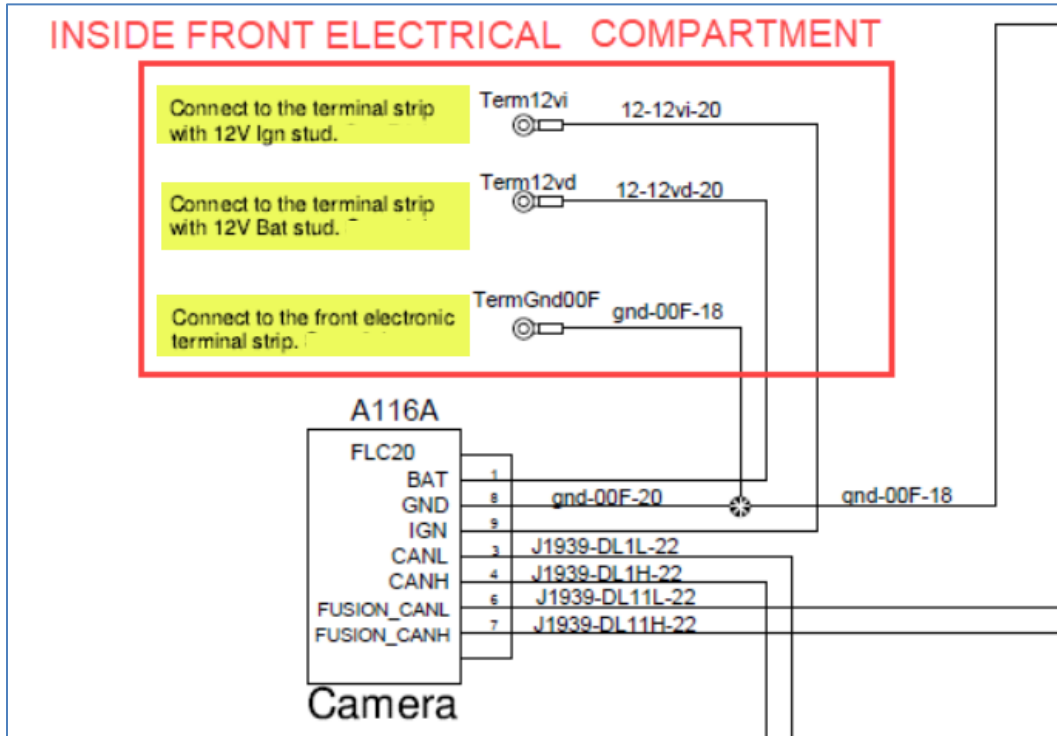 INSIDE FRONT ELECTRICAL COMPARTMENT
Connect to the terminal strip
with 12V Ign stud.
Term12vi
12-12vi-20
Connect to the terminal strip
with 12V Bat stud.
Term12vd
12-12vd-20
Connect to the front electronic
terminal strip.
TermGnd00F
gnd-00F-18
A116A
FLC20
BAT 1
GND 8 gnd-00F-20 gnd-00F-18
IGN 9
CANL 3 J1939-DL1L-22
CANH 4 J1939-DL1H-22
FUSION_CANL 6 J1939-DL11L-22
FUSION_CANH 7 J1939-DL11H-22
Camera